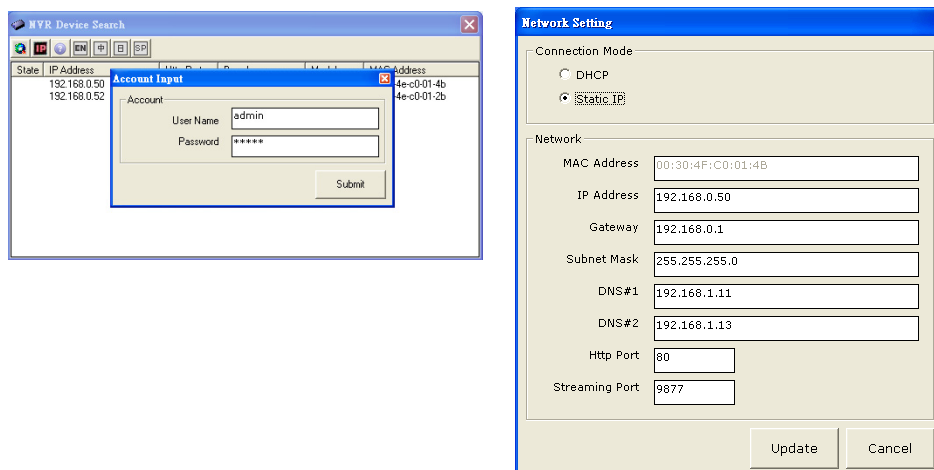 NVR Device Search
IP EN 中 日 SP
State IP Address Address
192.168.0.50 -4e-c0-01-4b
192.168.0.52 -4e-c0-01-2b
Account Input
Account
User Name admin
Password *****
Submit
Network Setting
Connection Mode
DHCP
Static IP
Network
MAC Address 00:30:4F:C0:01:4B
IP Address 192.168.0.50
Gateway 192.168.0.1
Subnet Mask 255.255.255.0
DNS#1 192.168.1.11
DNS#2 192.168.1.13
Http Port 80
Streaming Port 9877
Update Cancel